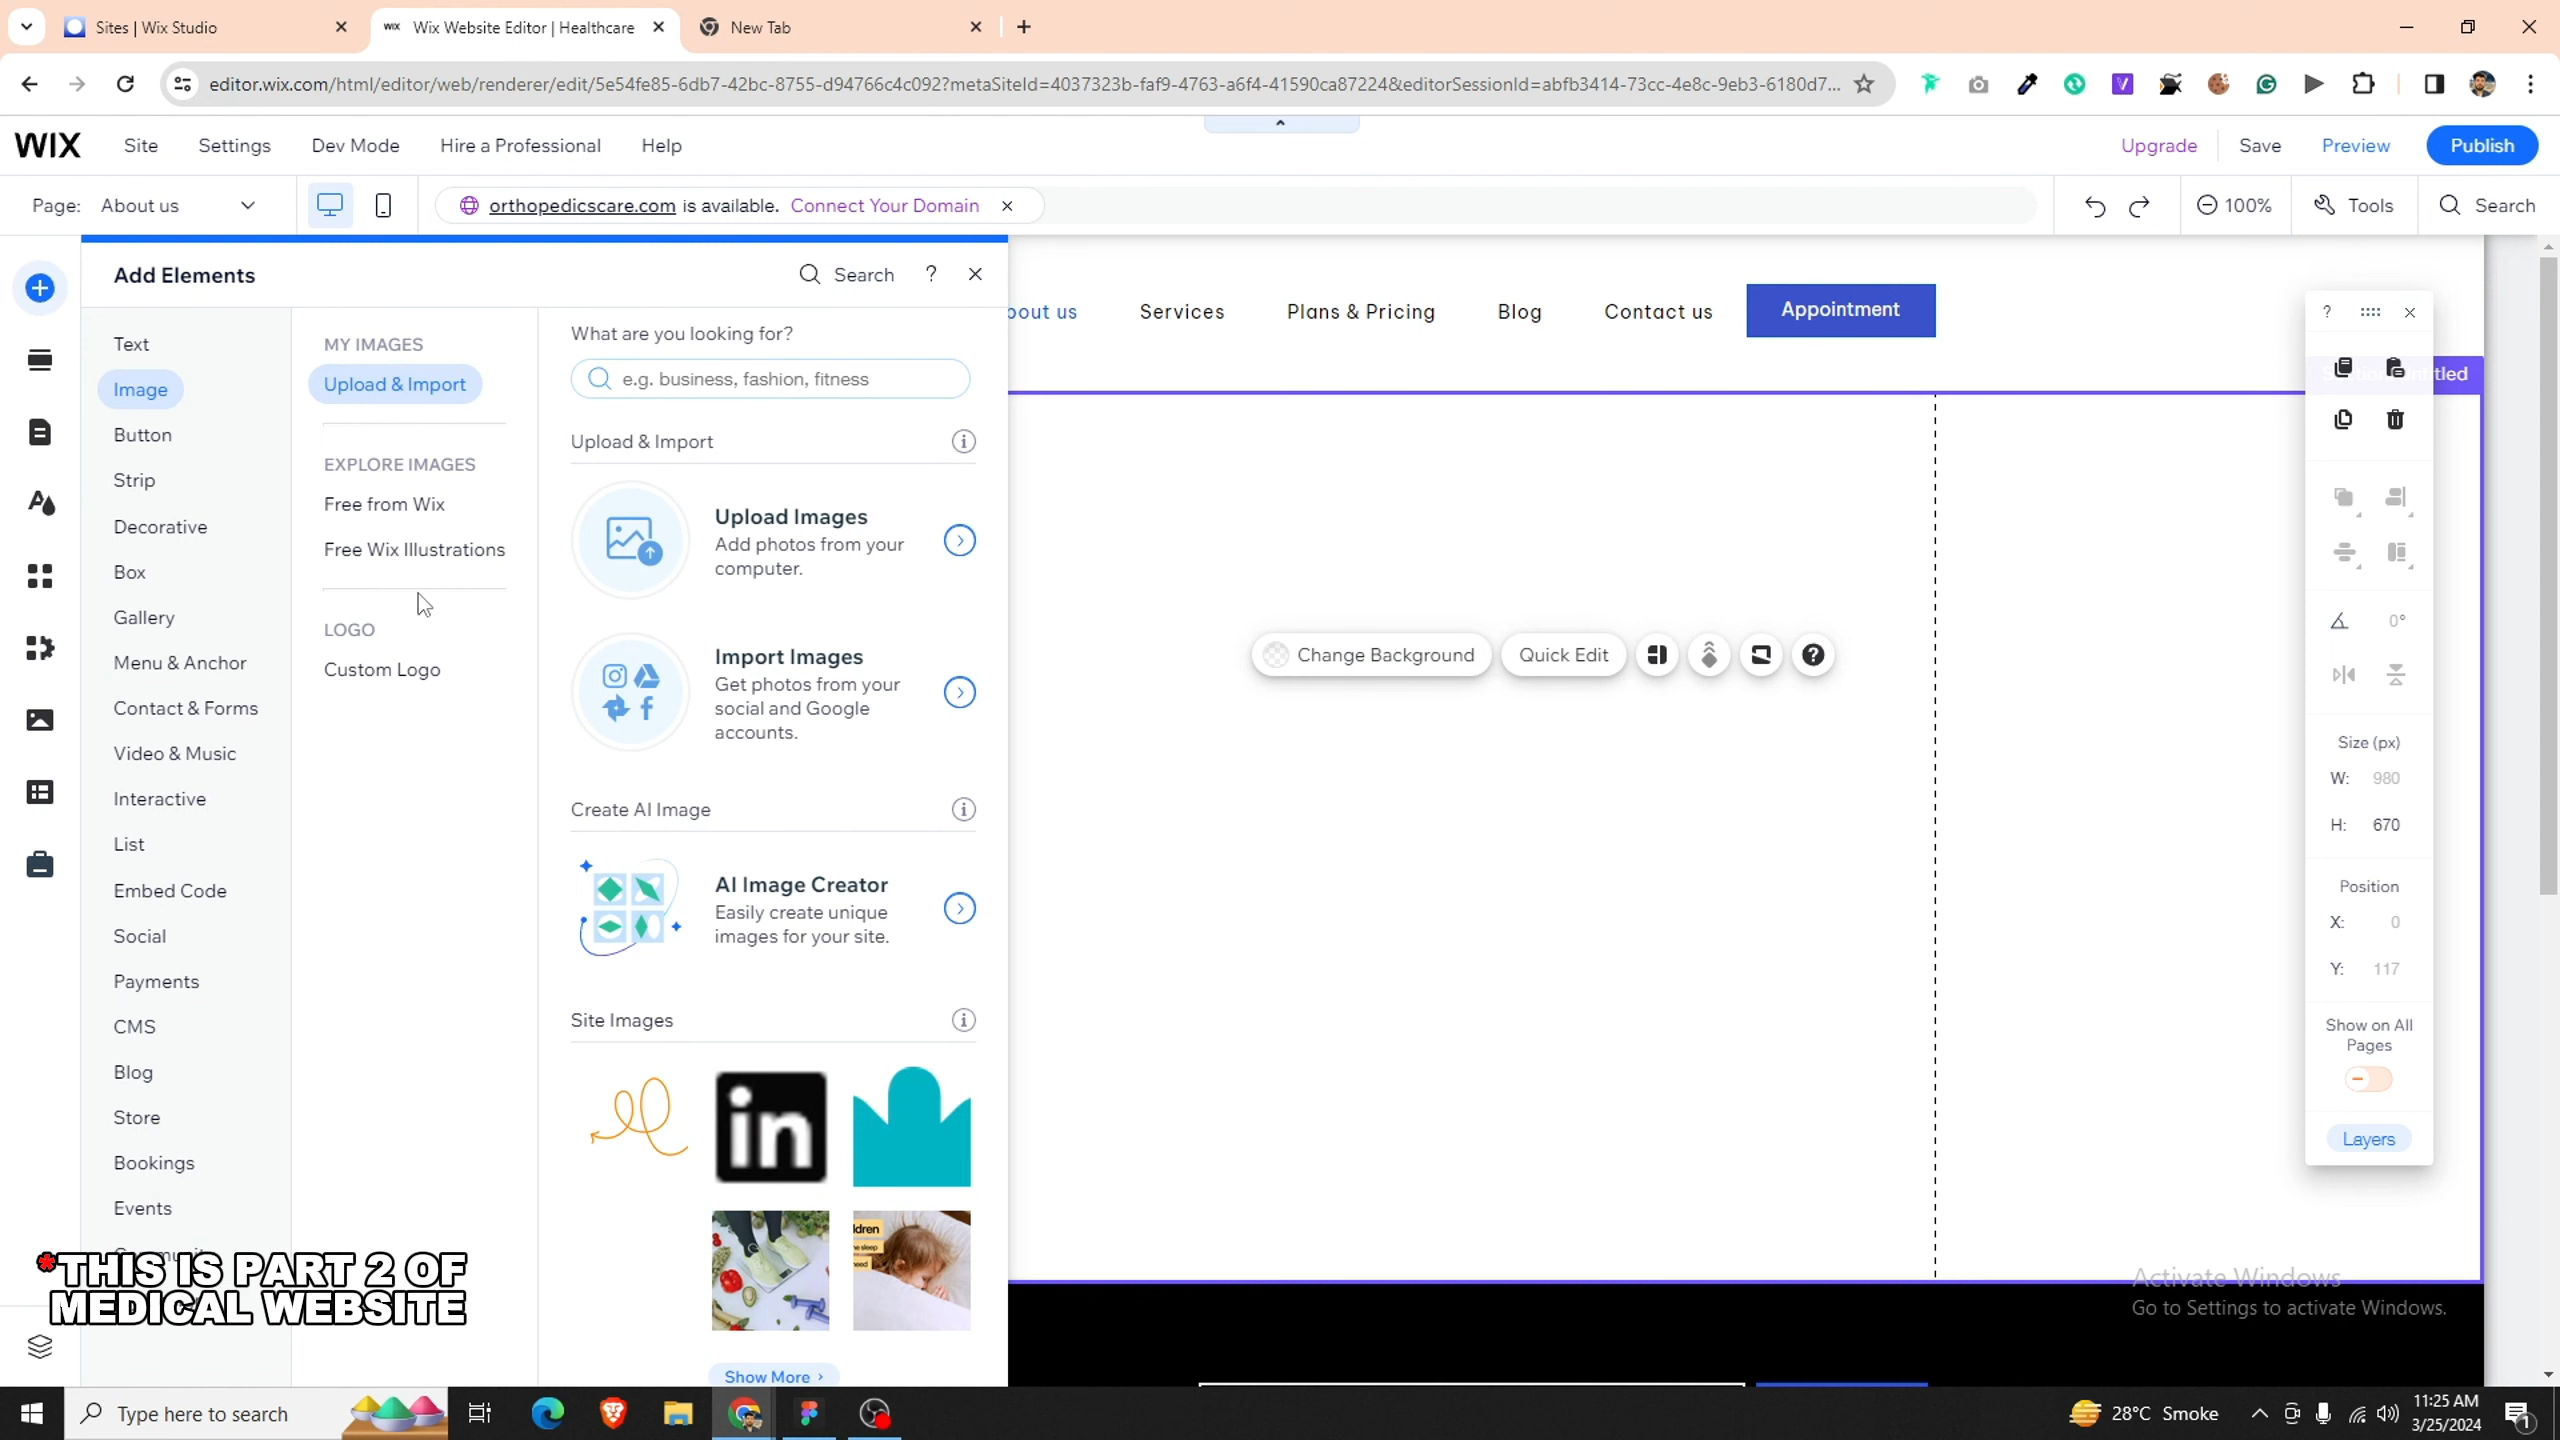 Sites | Wix Studio
Wix Website Editor | Healthcare
New Tab
editor.wix.com/html/editor/web/renderer/edit/5e54fe85-6db7-42bc-8755-d94766c4c092?metaSiteId=4037323b-faf9-4763-a6f4-41590ca87224&editorSessionId=abfb3414-73cc-4e8c-9eb3-6180d7...
WIX
Site
Settings
Dev Mode
Hire a Professional
Help
Upgrade
Save
Preview
Publish
Page: About us
orthopedicscare.com is available. Connect Your Domain
100%
Tools
Search
Add Elements
Search
?
Text
Image
Button
Strip
Decorative
Box
Gallery
Menu & Anchor
Contact & Forms
Video & Music
Interactive
List
Embed Code
Social
Payments
CMS
Blog
Store
Bookings
Events
MY IMAGES
Upload & Import
EXPLORE IMAGES
Free from Wix
Free Wix Illustrations
LOGO
Custom Logo
What are you looking for?
e.g. business, fashion, fitness
Upload & Import
Upload Images
Add photos from your
computer.
Import Images
Get photos from your
social and Google
accounts.
Create AI Image
AI Image Creator
Easily create unique
images for your site.
Site Images
in
dren
e sleep
need
Show More ›
bout us
Services
Plans & Pricing
Blog
Contact us
Appointment
Change Background
Quick Edit
?
?
ntitled
0°
Size (px)
W: 980
H: 670
Position
X: 0
Y: 117
Show on All
Pages
Layers
*THIS IS PART 2 OF
MEDICAL WEBSITE
Activate Windows
Go to Settings to activate Windows.
Type here to search
28°C Smoke
11:25 AM
3/25/2024
1